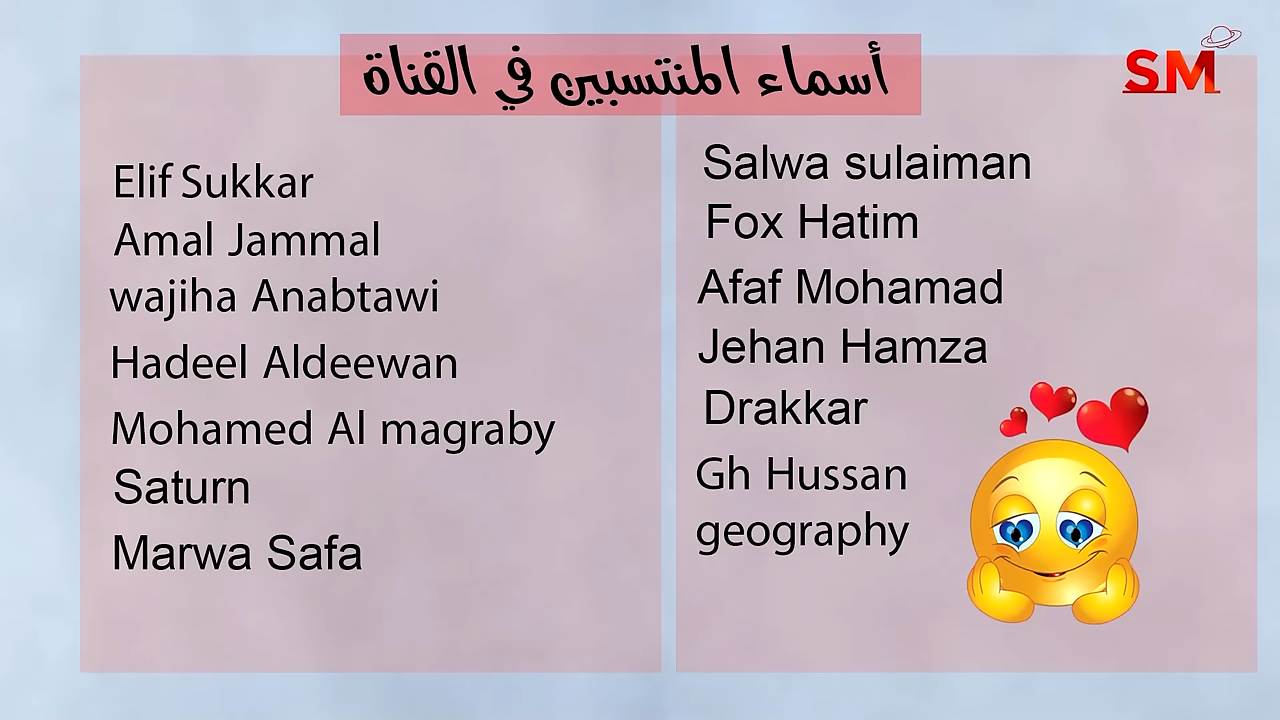 أسماء المنتسبين في القناة
SM
Elif Sukkar
Amal Jammal
wajiha Anabtawi
Hadeel Aldeewan
Mohamed Al magraby
Saturn
Marwa Safa
Salwa sulaiman
Fox Hatim
Afaf Mohamad
Jehan Hamza
Drakkar
Gh Hussan
geography